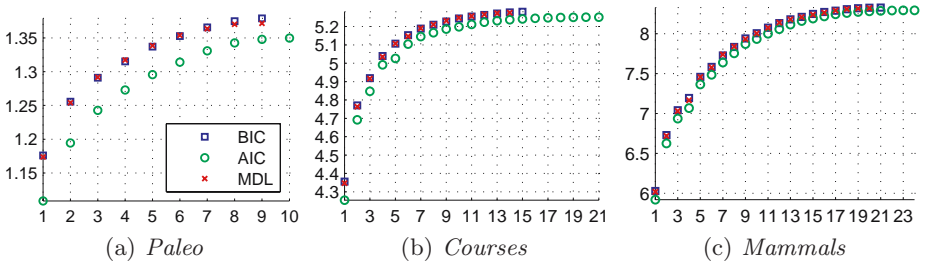 1.35
1.3
1.25
1.2
1.15
BIC
AIC
MDL
1 2 3 4 5 6 7 8 9 10
(a) Paleo
5.2
5.1
5
4.9
4.8
4.7
4.6
4.5
4.4
4.3
1 3 5 7 9 11 13 15 17 19 21
(b) Courses
8
7.5
7
6.5
6
1 3 5 7 9 11 13 15 17 19 21 23
(c) Mammals